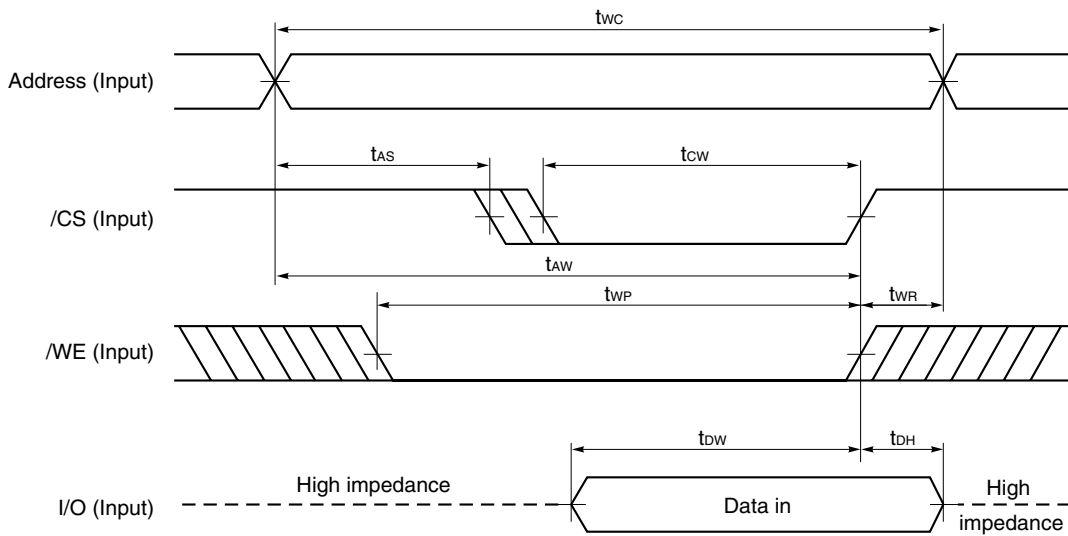 tWC
Address (Input)
tAS
tCW
/CS (Input)
tAW
tWP
tWR
/WE (Input)
tDW
tDH
I/O (Input)
High impedance
Data in
High
impedance